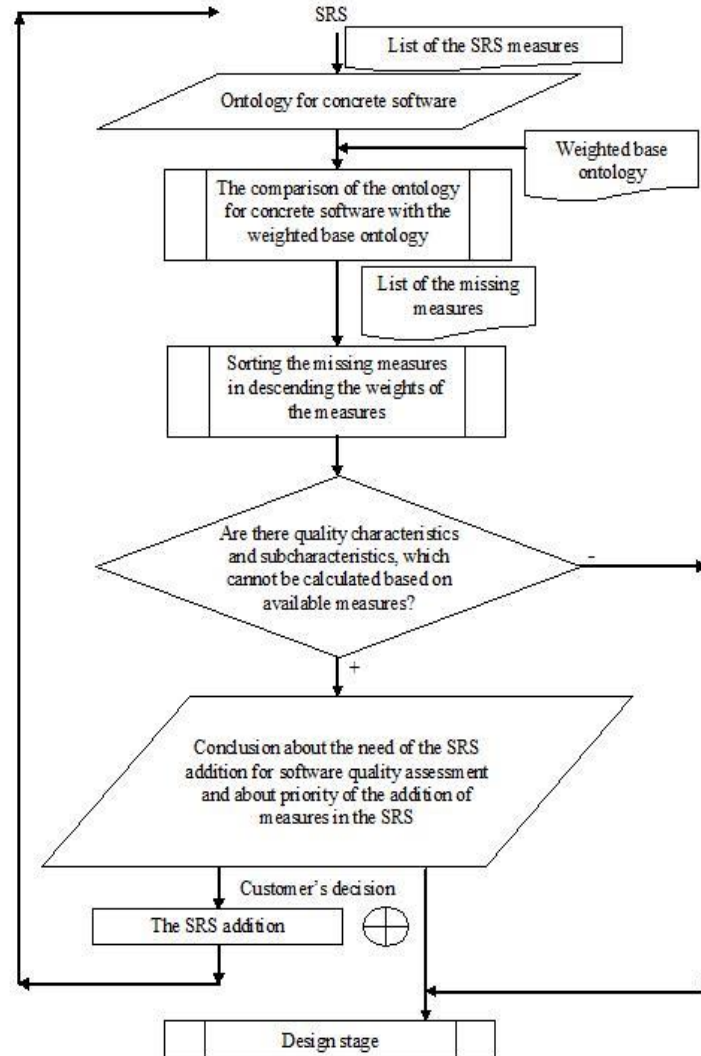 SRS
List of the SRS measures
Ontology for concrete software
Weighted base
ontology
The comparison of the ontology
for concrete software with the
weighted base ontology
List of the missing
measures
Sorting the missing measures
in descending the weights of
the measures
Are there quality characteristics
and subcharacteristics, which
cannot be calculated based on
available measures?
-
+
Conclusion about the need of the SRS
addition for software quality assessment
and about priority of the addition of
measures in the SRS
Customer's decision
The SRS addition
Design stage